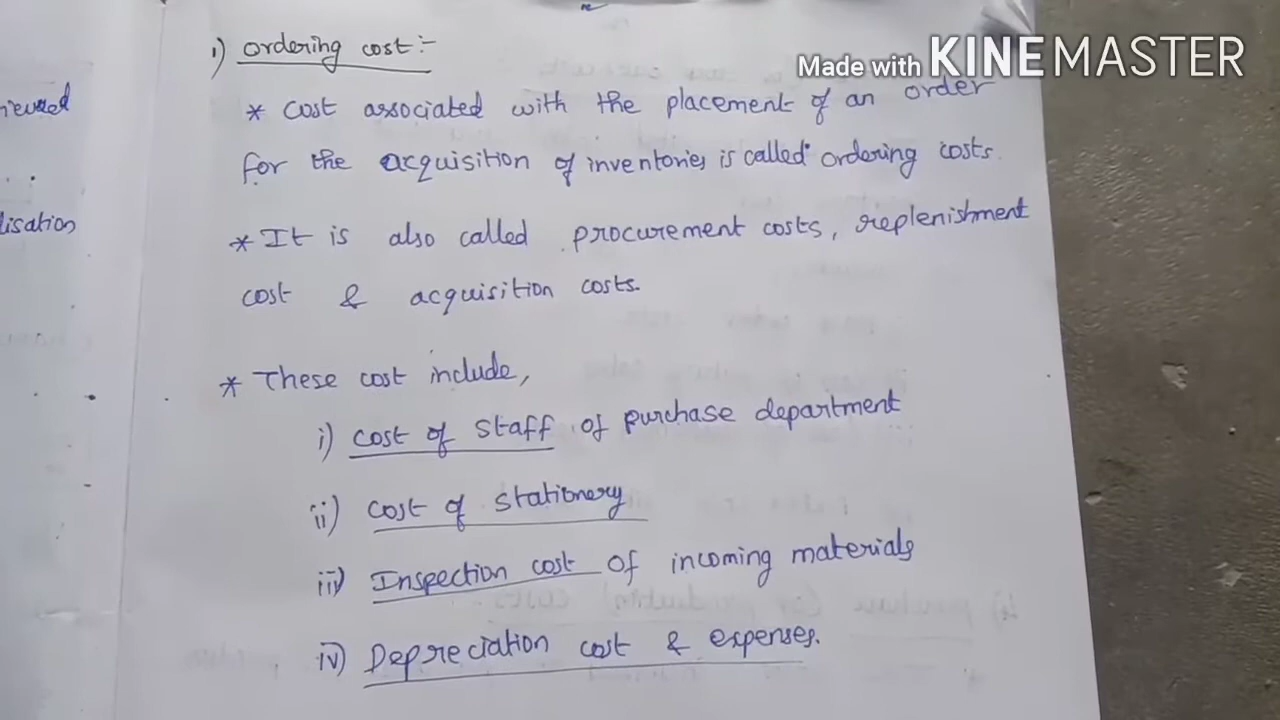 Made with KINEMASTER
1) ordering cost :-
* cost associated with the placement of an order
for the acquisition of inventories is called ordering costs.
* It is also called procurement costs, replenishment
cost & acquisition costs.
* These cost include,
i) cost of staff of purchase department
ii) cost of stationery
iii) Inspection cost of incoming materials
iv) Depreciation cost & expenses.
lisation